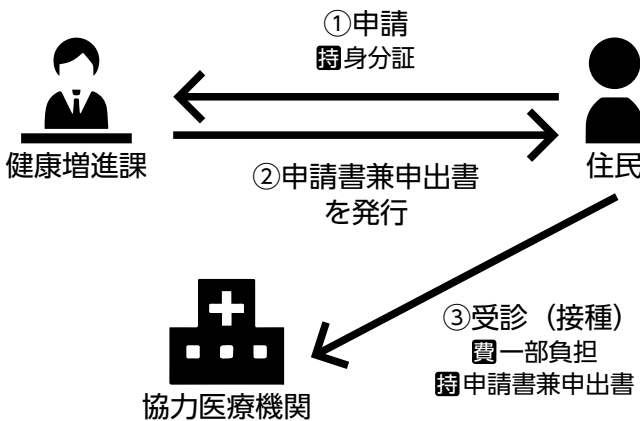 ①申請
持身分証
健康増進課
住民
②申請書兼申出書
を発行
③受診（接種）
費一部負担
持申請書兼申出書
協力医療機関